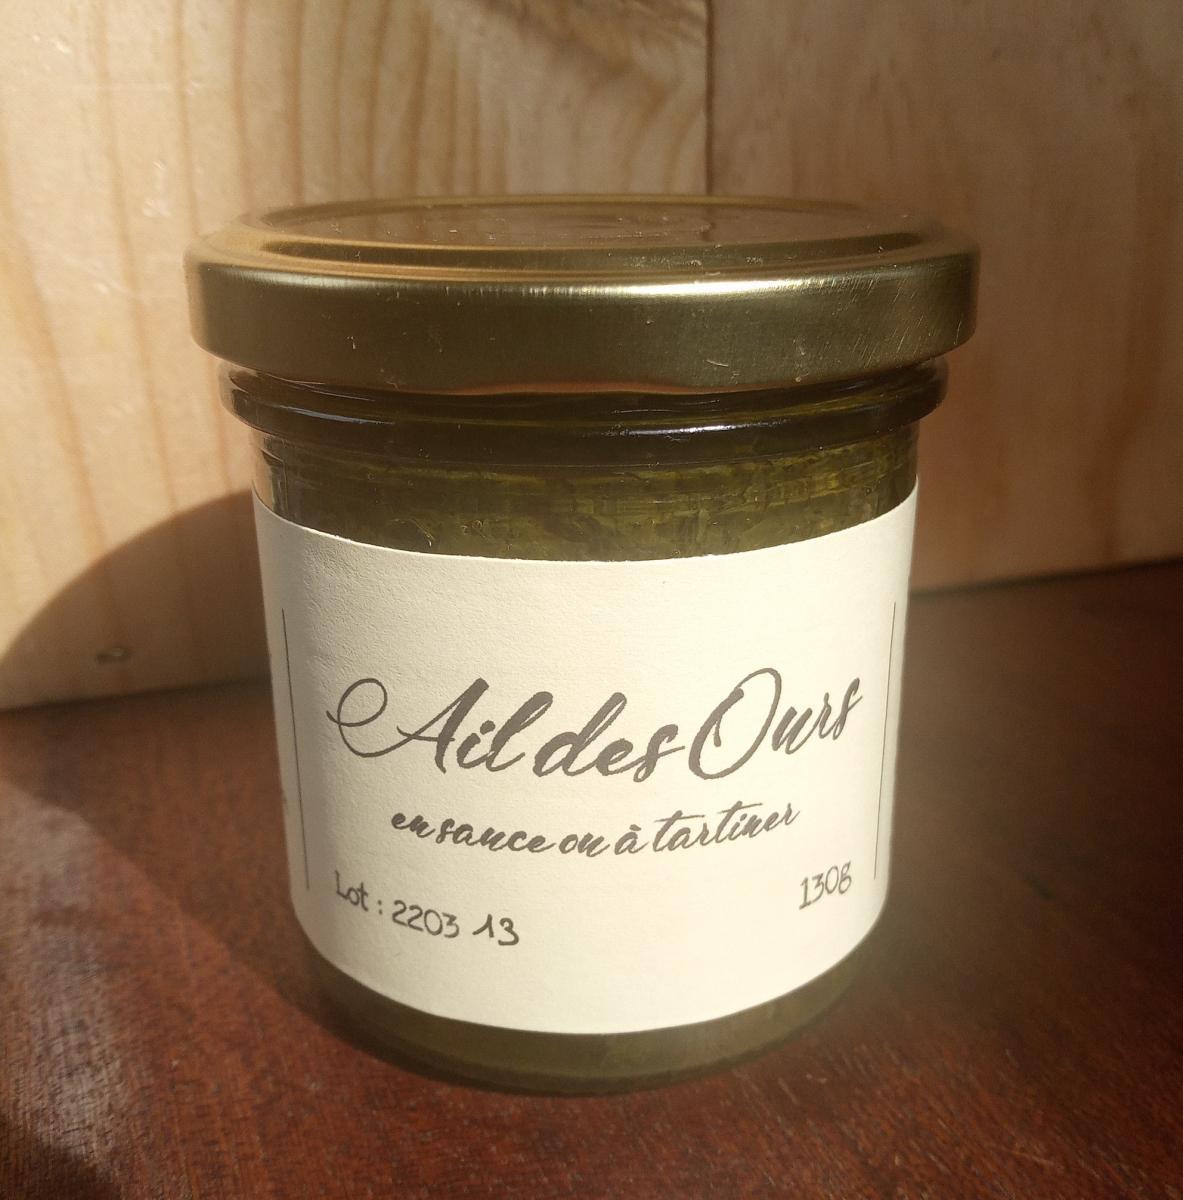 Ail des Ours
en sauce ou à tartiner
Lot : 2203 13
130g